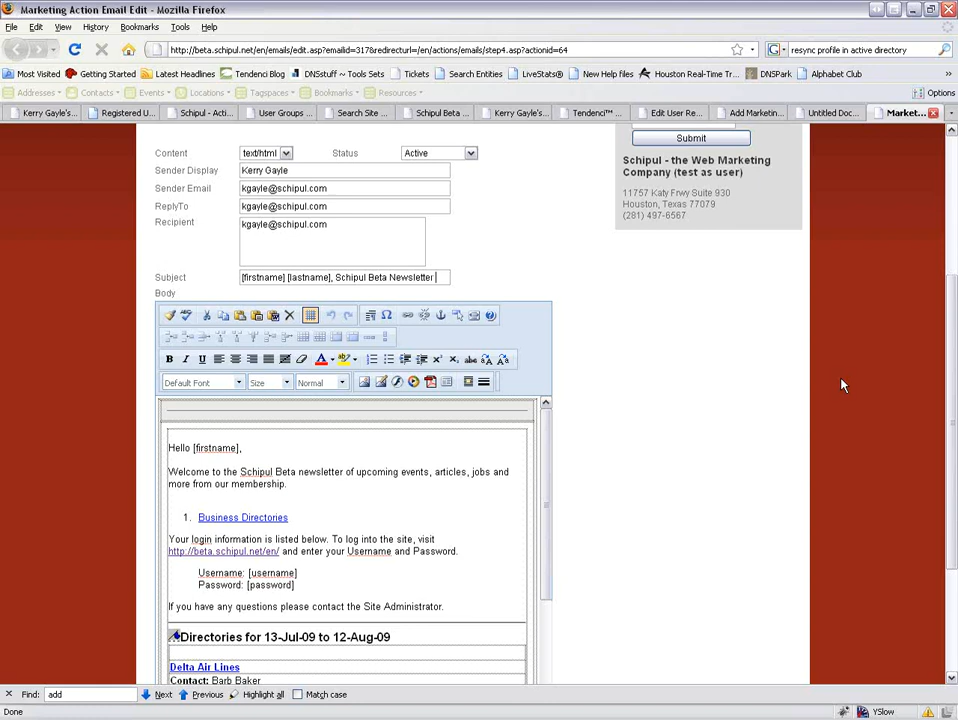 Marketing Action Email Edit - Mozilla Firefox
File Edit View History Bookmarks Tools Help
http://beta.schipul.net/en/emails/edit.asp?emailid=317&redirecturl=/en/actions/emails/step4.asp?actionid=64
resync profile in active directory
Most Visited Getting Started Latest Headlines Tendenci Blog DNSstuff ~ Tools Sets Tickets Search Entities LiveStats® New Help files Houston Real-Time Tr... DNSPark Alphabet Club
Addresses Contacts Events Locations Tagspaces Bookmarks Resources Options
Kerry Gayle's... Registered U... Schipul - Acti... User Groups ... Search Site ... Schipul Beta ... Kerry Gayle's... Tendenci™ ... Edit User Re... Add Marketin... Untitled Doc... Market...
Submit
Schipul - the Web Marketing
Company (test as user)
11757 Katy Frwy Suite 930
Houston, Texas 77079
(281) 497-6567
Content text/html Status Active
Sender Display Kerry Gayle
Sender Email kgayle@schipul.com
ReplyTo kgayle@schipul.com
Recipient kgayle@schipul.com
Subject [firstname] [lastname], Schipul Beta Newsletter
Body
Default Font Size Normal
Hello [firstname],
Welcome to the Schipul Beta newsletter of upcoming events, articles, jobs and
more from our membership.
1. Business Directories
Your login information is listed below. To log into the site, visit
http://beta.schipul.net/en/ and enter your Username and Password.
Username: [username]
Password: [password]
If you have any questions please contact the Site Administrator.
Directories for 13-Jul-09 to 12-Aug-09
Delta Air Lines
Contact: Barb Baker
Find: add Next Previous Highlight all Match case
Done YSlow